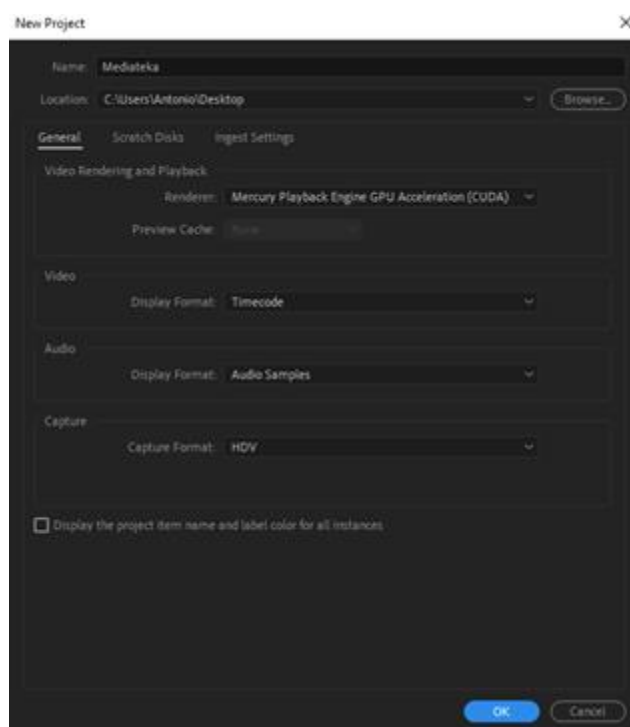 New Project
Name: Mediateka
Location: C:\Users\Antonio\Desktop Browse...
General Scratch Disks Ingest Settings
Video Rendering and Playback
Renderer: Mercury Playback Engine GPU Acceleration (CUDA)
Preview Cache:
Video
Display Format: Timecode
Audio
Display Format: Audio Samples
Capture
Capture Format: HDV
Display the project item name and label color for all instances
OK Cancel